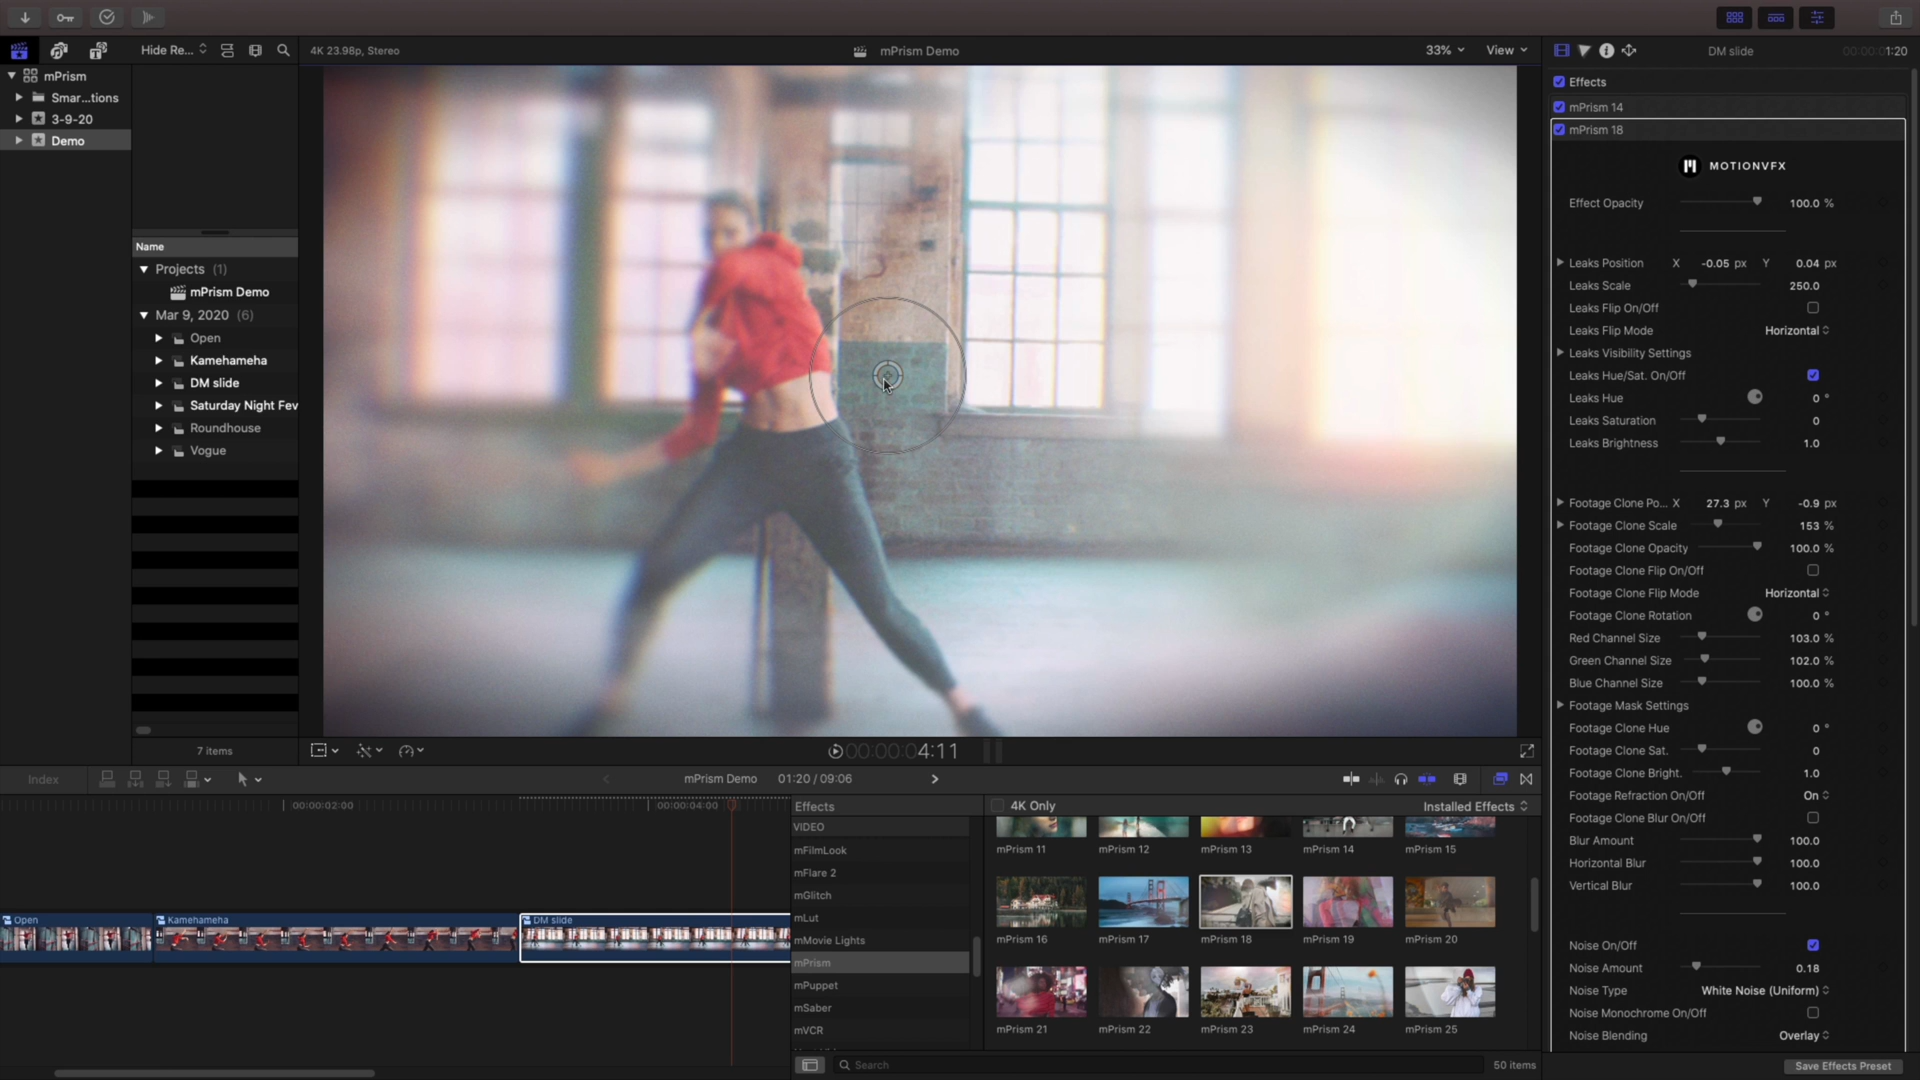 Hide Re...
4K 23.98p, Stereo
mPrism Demo
33%
View
DM slide
00:00:01:20
mPrism
Smar...tions
3-9-20
Demo
Name
Projects (1)
mPrism Demo
Mar 9, 2020 (6)
Open
Kamehameha
DM slide
Saturday Night Fev
Roundhouse
Vogue
7 items
00:00:00:04:11
Effects
mPrism 14
mPrism 18
MOTIONVFX
Effect Opacity 100.0 %
Leaks Position X -0.05 px Y 0.04 px
Leaks Scale 250.0
Leaks Flip On/Off
Leaks Flip Mode Horizontal
Leaks Visibility Settings
Leaks Hue/Sat. On/Off
Leaks Hue 0 °
Leaks Saturation 0
Leaks Brightness 1.0
Footage Clone Po... X 27.3 px Y -0.9 px
Footage Clone Scale 153 %
Footage Clone Opacity 100.0 %
Footage Clone Flip On/Off
Footage Clone Flip Mode Horizontal
Footage Clone Rotation 0 °
Red Channel Size 103.0 %
Green Channel Size 102.0 %
Blue Channel Size 100.0 %
Footage Mask Settings
Footage Clone Hue 0 °
Footage Clone Sat. 0
Footage Clone Bright. 1.0
Footage Refraction On/Off On
Footage Clone Blur On/Off
Blur Amount 100.0
Horizontal Blur 100.0
Vertical Blur 100.0
Noise On/Off
Noise Amount 0.18
Noise Type White Noise (Uniform)
Noise Monochrome On/Off
Noise Blending Overlay
Save Effects Preset
Index
mPrism Demo 01:20 / 09:06
00:00:02:00
00:00:04:00
Open
Kamehameha
DM slide
Effects
VIDEO
mFilmLook
mFlare 2
mGlitch
mLut
mMovie Lights
mPrism
mPuppet
mSaber
mVCR
4K Only
Installed Effects
mPrism 11
mPrism 12
mPrism 13
mPrism 14
mPrism 15
mPrism 16
mPrism 17
mPrism 18
mPrism 19
mPrism 20
mPrism 21
mPrism 22
mPrism 23
mPrism 24
mPrism 25
Search
50 items